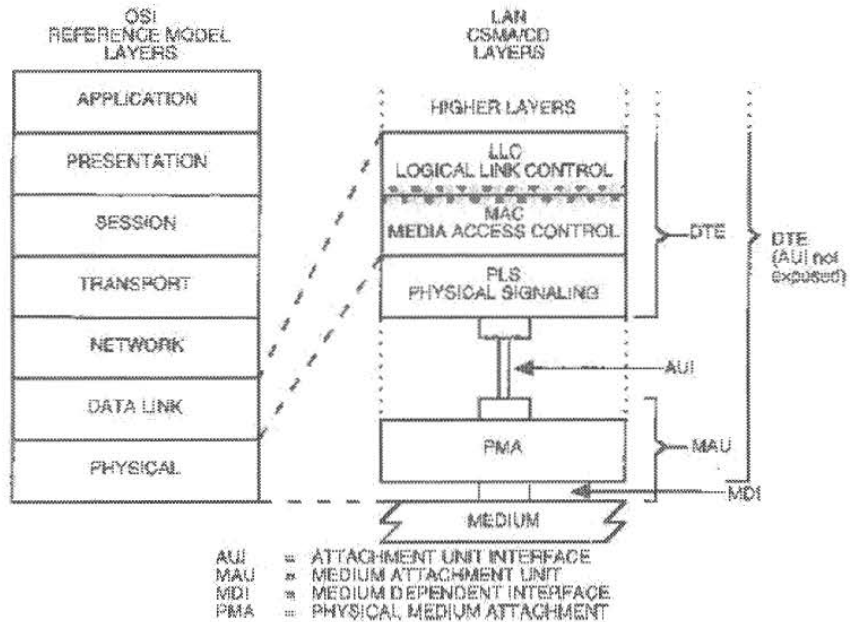 OSI
REFERENCE MODEL
LAYERS
APPLICATION
PRESENTATION
SESSION
TRANSPORT
NETWORK
DATA LINK
PHYSICAL
LAN
CSMA/CD
LAYERS
HIGHER LAYERS
LLC
LOGICAL LINK CONTROL
MAC
MEDIA ACCESS CONTROL
PLS
PHYSICAL SIGNALING
DTE
DTE
(AUI not
exposed)
AUI
PMA
MAU
MDI
MEDIUM
AUI = ATTACHMENT UNIT INTERFACE
MAU = MEDIUM ATTACHMENT UNIT
MDI = MEDIUM DEPENDENT INTERFACE
PMA = PHYSICAL MEDIUM ATTACHMENT